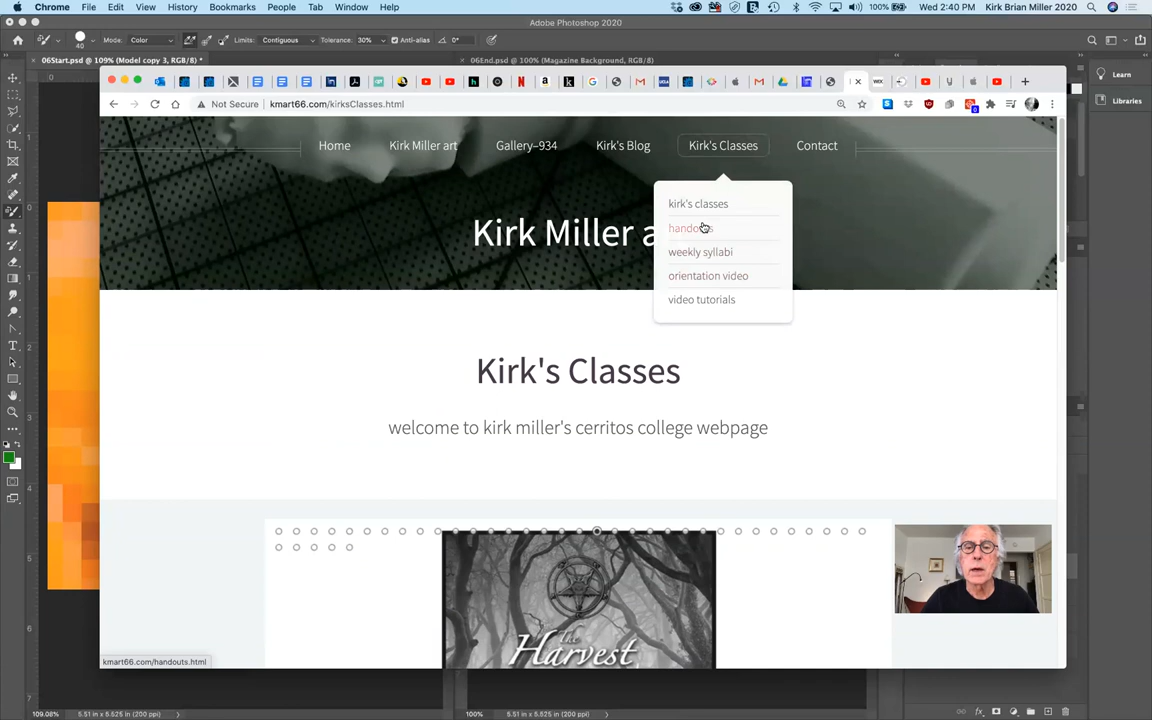 Chrome File Edit View History Bookmarks People Tab Window Help 100% Wed 2:40 PM Kirk Brian Miller 2020
Adobe Photoshop 2020
40 Mode: Color Limits: Contiguous Tolerance: 30% Anti-alias 0°
06Start.psd @ 109% (Model copy 3, RGB/8) * 06End.psd @ 100% (Magazine Background, RGB/8)
Learn
Libraries
Not Secure kmart66.com/kirksClasses.html
Home Kirk Miller art Gallery–934 Kirk's Blog Kirk's Classes Contact
kirk's classes
handouts
weekly syllabi
orientation video
video tutorials
Kirk Miller a
Kirk's Classes
welcome to kirk miller's cerritos college webpage
The
Harvest
kmart66.com/handouts.html
109.08% 5.51 in x 5.525 in (200 ppi) 100% 5.51 in x 5.525 in (200 ppi)